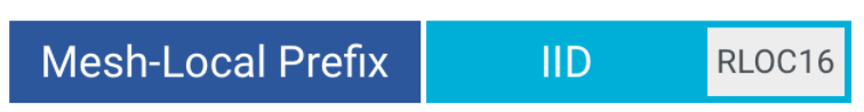 Mesh-Local Prefix IID RLOC16